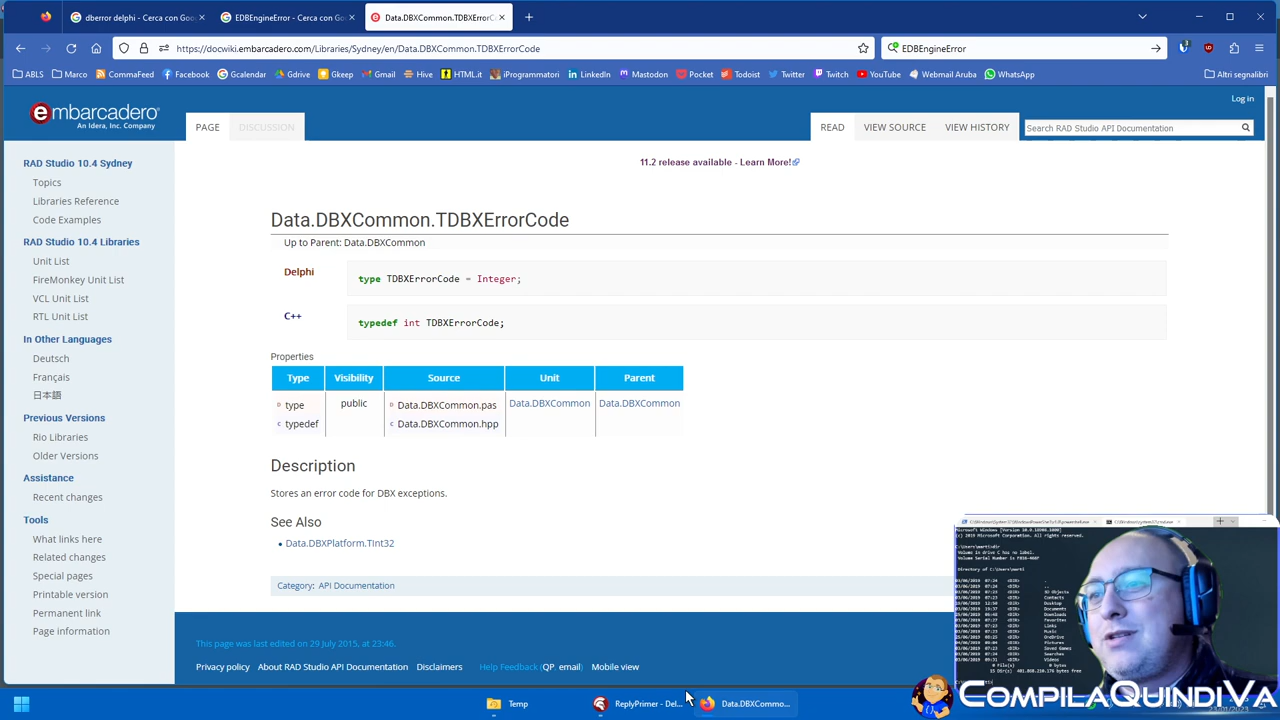 dberror delphi - Cerca con Goo
EDBEngineError - Cerca con Goo
Data.DBXCommon.TDBXErrorCode
https://docwiki.embarcadero.com/Libraries/Sydney/en/Data.DBXCommon.TDBXErrorCode
EDBEngineError
ABLS
Marco
CommaFeed
Facebook
Gcalendar
Gdrive
Gkeep
Gmail
Hive
HTML.it
iProgrammatori
LinkedIn
Mastodon
Pocket
Todoist
Twitter
Twitch
YouTube
Webmail Aruba
WhatsApp
Altri segnalibri
embarcadero
An Idera, Inc. Company
Log in
PAGE
DISCUSSION
READ
VIEW SOURCE
VIEW HISTORY
Search RAD Studio API Documentation
11.2 release available - Learn More!
RAD Studio 10.4 Sydney
Topics
Libraries Reference
Code Examples
RAD Studio 10.4 Libraries
Unit List
FireMonkey Unit List
VCL Unit List
RTL Unit List
In Other Languages
Deutsch
Français
日本語
Previous Versions
Rio Libraries
Older Versions
Assistance
Recent changes
Tools
What links here
Related changes
Special pages
Printable version
Permanent link
Page information
Data.DBXCommon.TDBXErrorCode
Up to Parent: Data.DBXCommon
Delphi
type TDBXErrorCode = Integer;
C++
typedef int TDBXErrorCode;
Properties
Type Visibility Source Unit Parent
type public Data.DBXCommon.pas Data.DBXCommon Data.DBXCommon
typedef Data.DBXCommon.hpp
Description
Stores an error code for DBX exceptions.
See Also
Data.DBXPlatform.TInt32
Category: API Documentation
This page was last edited on 29 July 2015, at 23:46.
Privacy policy
About RAD Studio API Documentation
Disclaimers
Help Feedback (QP, email)
Mobile view
COMPILAQUINDIVA
Temp
ReplyPrimer - Del...
Data.DBXCommo...